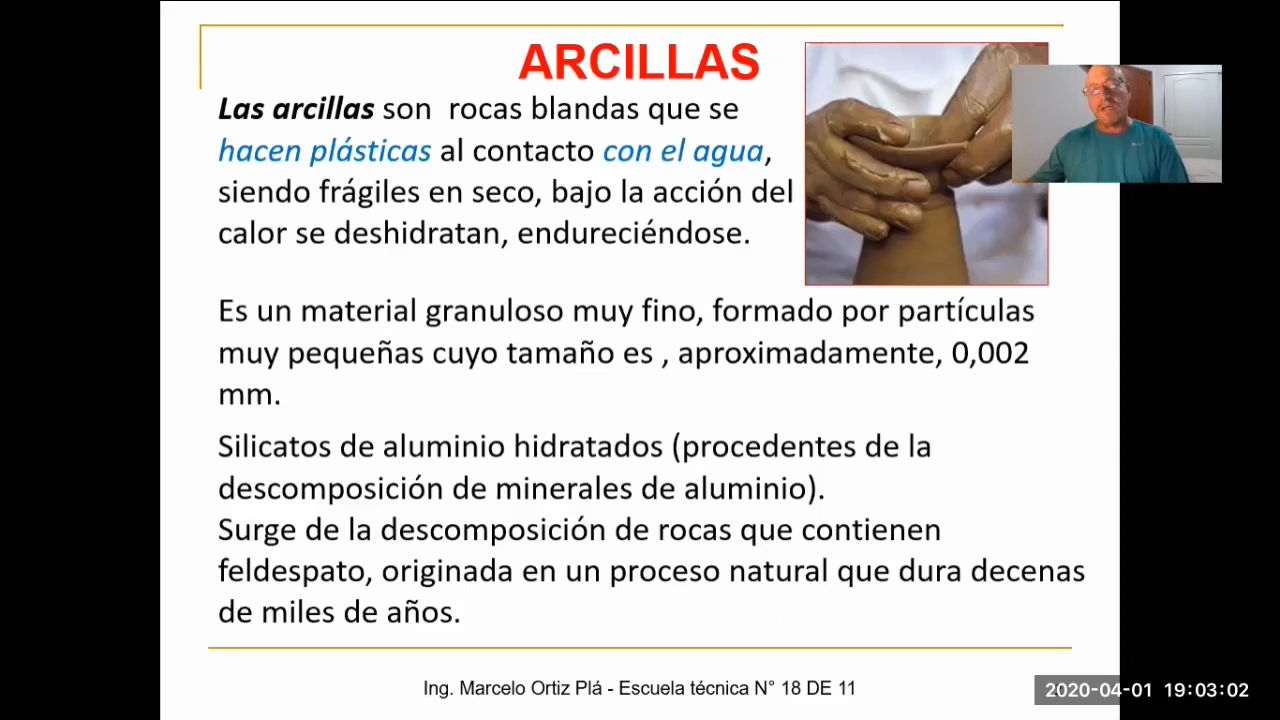 ARCILLAS
Las arcillas son rocas blandas que se
hacen plásticas al contacto con el agua,
siendo frágiles en seco, bajo la acción del
calor se deshidratan, endureciéndose.
Es un material granuloso muy fino, formado por partículas
muy pequeñas cuyo tamaño es , aproximadamente, 0,002
mm.
Silicatos de aluminio hidratados (procedentes de la
descomposición de minerales de aluminio).
Surge de la descomposición de rocas que contienen
feldespato, originada en un proceso natural que dura decenas
de miles de años.
Ing. Marcelo Ortiz Plá - Escuela técnica N° 18 DE 11
2020-04-01 19:03:02